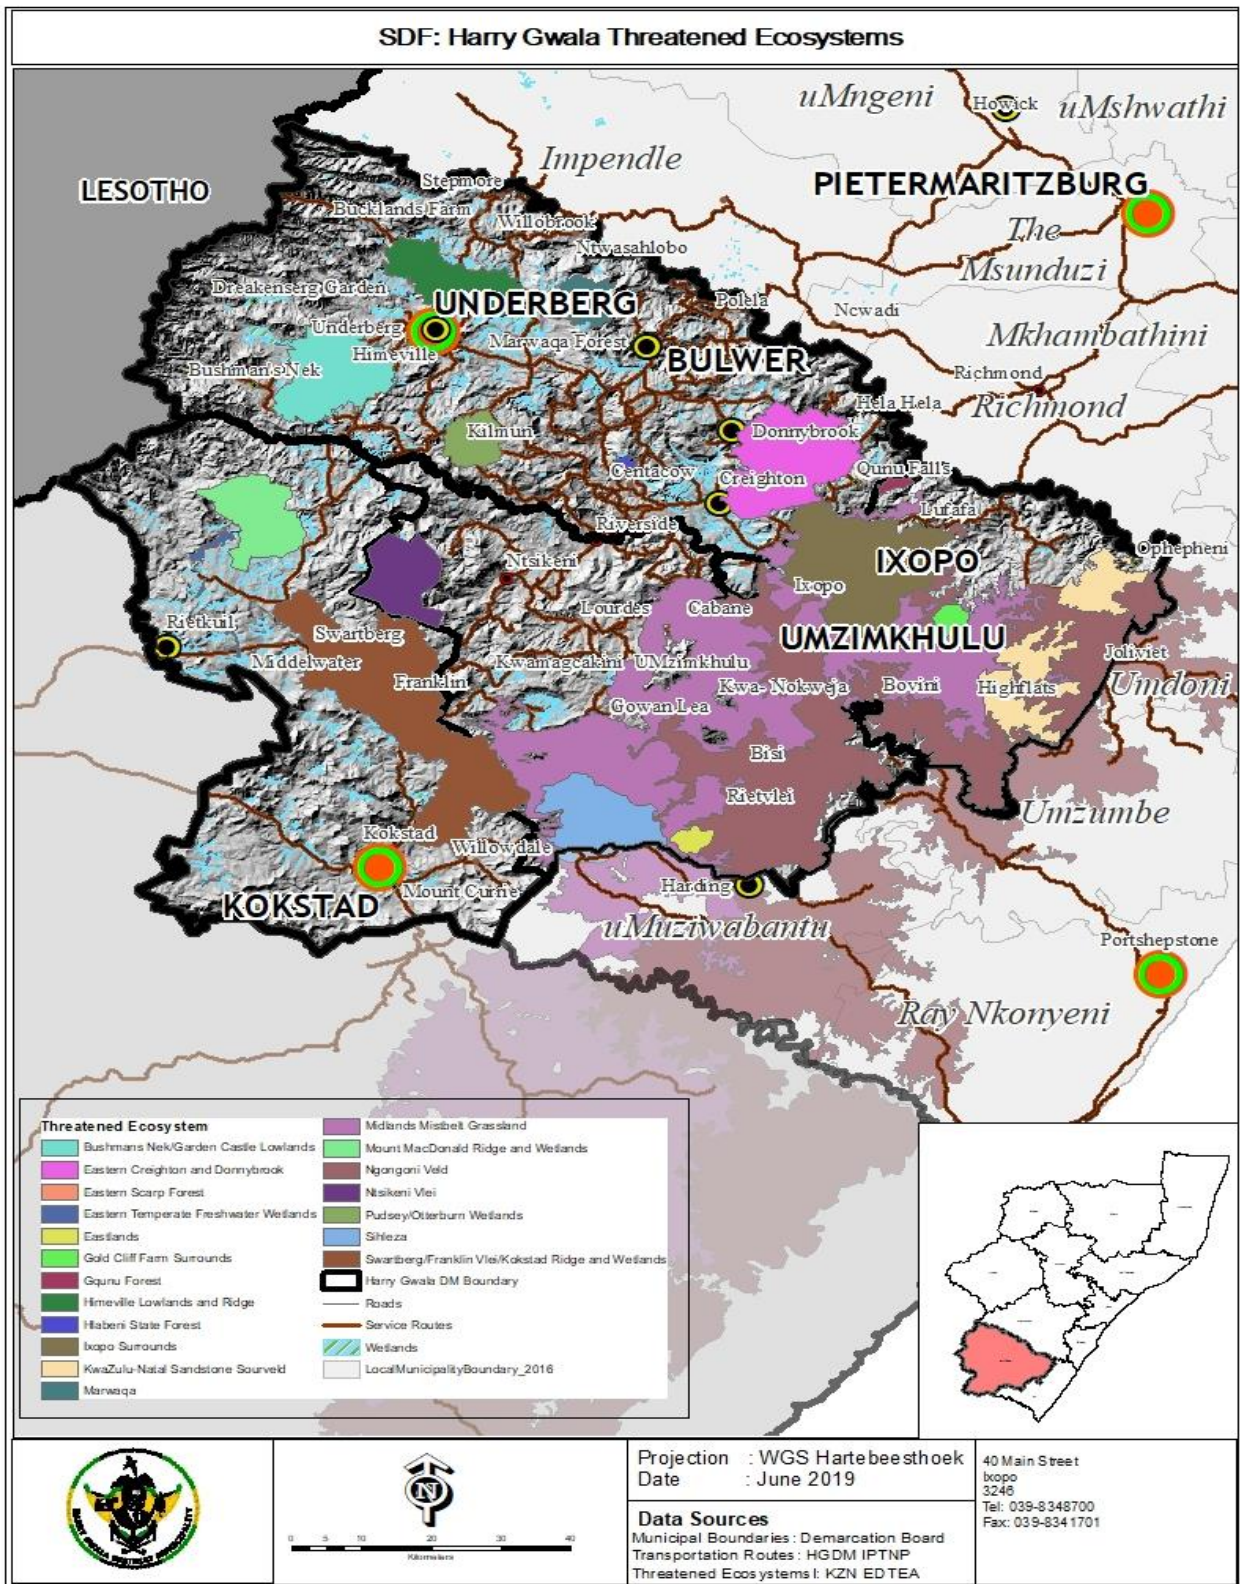 SDF: Harry Gwala Threatened Ecosystems
uMngeni
Howick
uMshwathi
Impendle
LESOTHO
Stepmore
PIETERMARITZBURG
Bucklands Farm
Willobrook
The
Msunduzi
Ntwasahlobo
Dreakenserg Garden
UNDERBERG
Polela
Ncwadi
Underberg
Marwaqa Forest
Mkhambathini
Himeville
BULWER
Bushman's Nek
Richmond
Richmond
Hela Hela
Kilmun
Donnybrook
Centacow
Creighton
Qunu Falls
Riverside
Lufafa
Ntsikeni
IXOPO
Ophepheni
Ixopo
Lourdes
Cabane
Rietkuil
Swartberg
UMZIMKHULU
Middelwater
Kwamagcakini
UMzimkhulu
Joliviet
Franklin
Kwa- Nokweja
Bovini
Highflats
Umdoni
Gowan Lea
Bisi
Rietvlei
Umzumbe
Kokstad
Willowdale
Mount Currie
Harding
KOKSTAD
uMuziwabantu
Portshepstone
Ray Nkonyeni
Threatened Ecosystem
Bushmans Nek/Garden Castle Lowlands
Eastern Creighton and Donnybrook
Eastern Scarp Forest
Eastern Temperate Freshwater Wetlands
Eastlands
Gold Cliff Farm Surrounds
Gqunu Forest
Himeville Lowlands and Ridge
Hlabeni State Forest
Ixopo Surrounds
KwaZulu-Natal Sandstone Sourveld
Marwaqa
Midlands Mistbelt Grassland
Mount MacDonald Ridge and Wetlands
Ngongoni Veld
Ntsikeni Vlei
Pudsey/Otterburn Wetlands
Sihleza
Swartberg/Franklin Vlei/Kokstad Ridge and Wetlands
Harry Gwala DM Boundary
Roads
Service Routes
Wetlands
LocalMunicipalityBoundary_2016
HARRY GWALA DISTRICT MUNICIPALITY
N
0 5 10 20 30 40
Kilometers
Projection : WGS Hartebeesthoek
Date : June 2019
Data Sources
Municipal Boundaries : Demarcation Board
Transportation Routes : HGDM IPTNP
Threatened Ecosystems I: KZN EDTEA
40 Main Street
Ixopo
3246
Tel: 039-8348700
Fax: 039-8341701